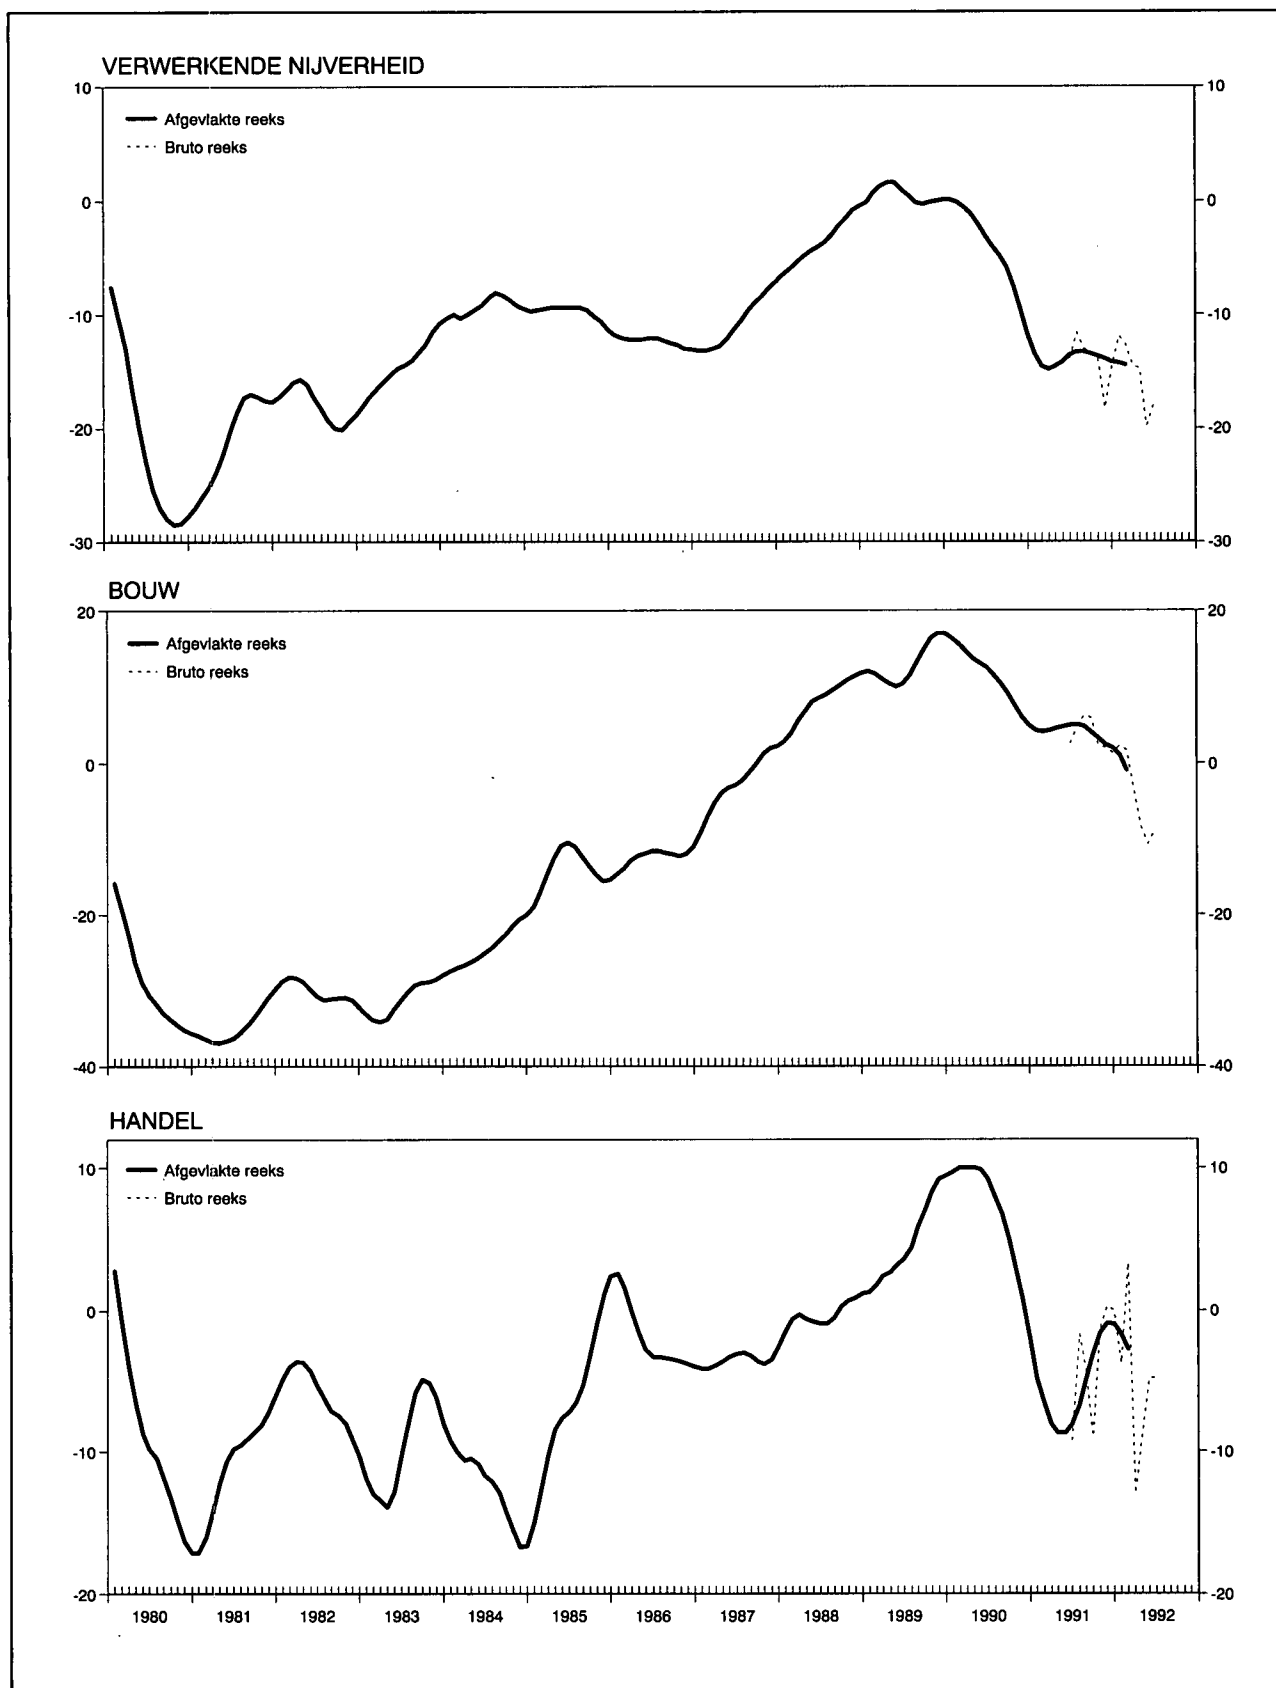 VERWERKENDE NIJVERHEID
10 10
Afgevlakte reeks
Bruto reeks
0 0
-10 -10
-20 -20
-30 -30
BOUW
20 20
Afgevlakte reeks
Bruto reeks
0 0
-20 -20
-40 -40
HANDEL
Afgevlakte reeks
10 10
Bruto reeks
0 0
-10 -10
-20 -20
1980 1981 1982 1983 1984 1985 1986 1987 1988 1989 1990 1991 1992